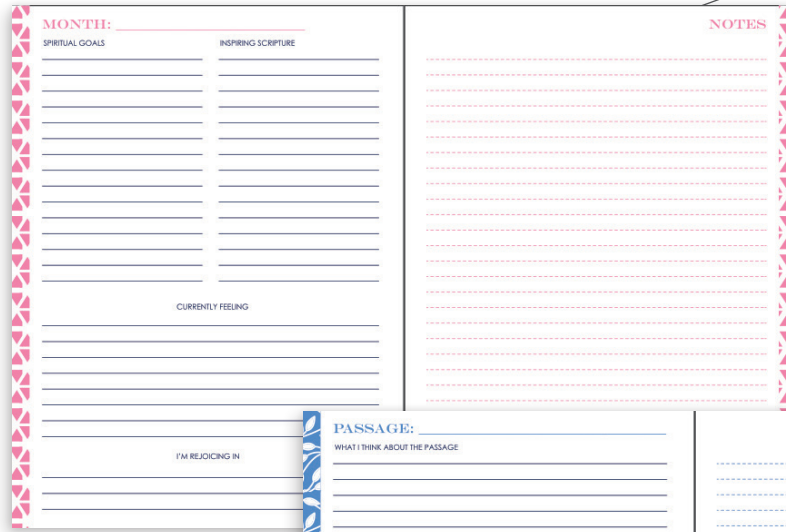 MONTH:
NOTES
SPIRITUAL GOALS
INSPIRING SCRIPTURE
CURRENTLY FEELING
I'M REJOICING IN
PASSAGE:
WHAT I THINK ABOUT THE PASSAGE